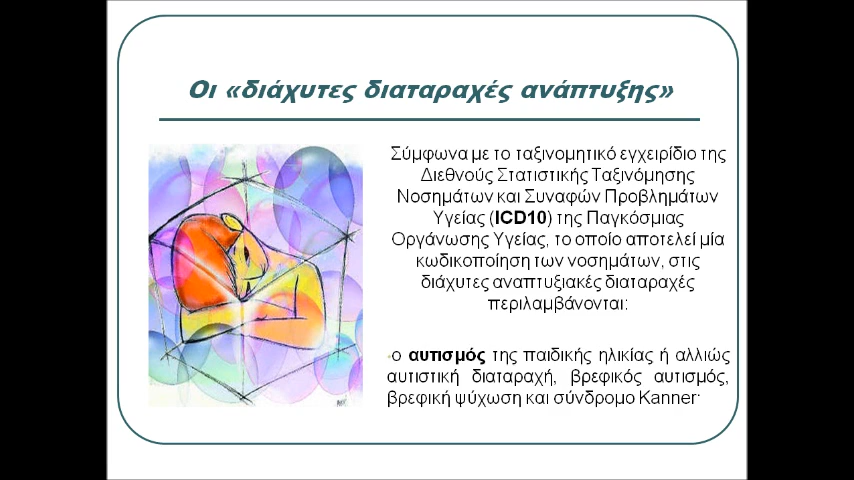 Οι «διάχυτες διαταραχές ανάπτυξης»
Σύμφωνα με το ταξινομητικό εγχειρίδιο της
Διεθνούς Στατιστικής Ταξινόμησης
Νοσημάτων και Συναφών Προβλημάτων
Υγείας (ICD10) της Παγκόσμιας
Οργάνωσης Υγείας, το οποίο αποτελεί μία
κωδικοποίηση των νοσημάτων, στις
διάχυτες αναπτυξιακές διαταραχές
περιλαμβάνονται:
•ο αυτισμός της παιδικής ηλικίας ή αλλιώς
αυτιστική διαταραχή, βρεφικός αυτισμός,
βρεφική ψύχωση και σύνδρομο Kanner·